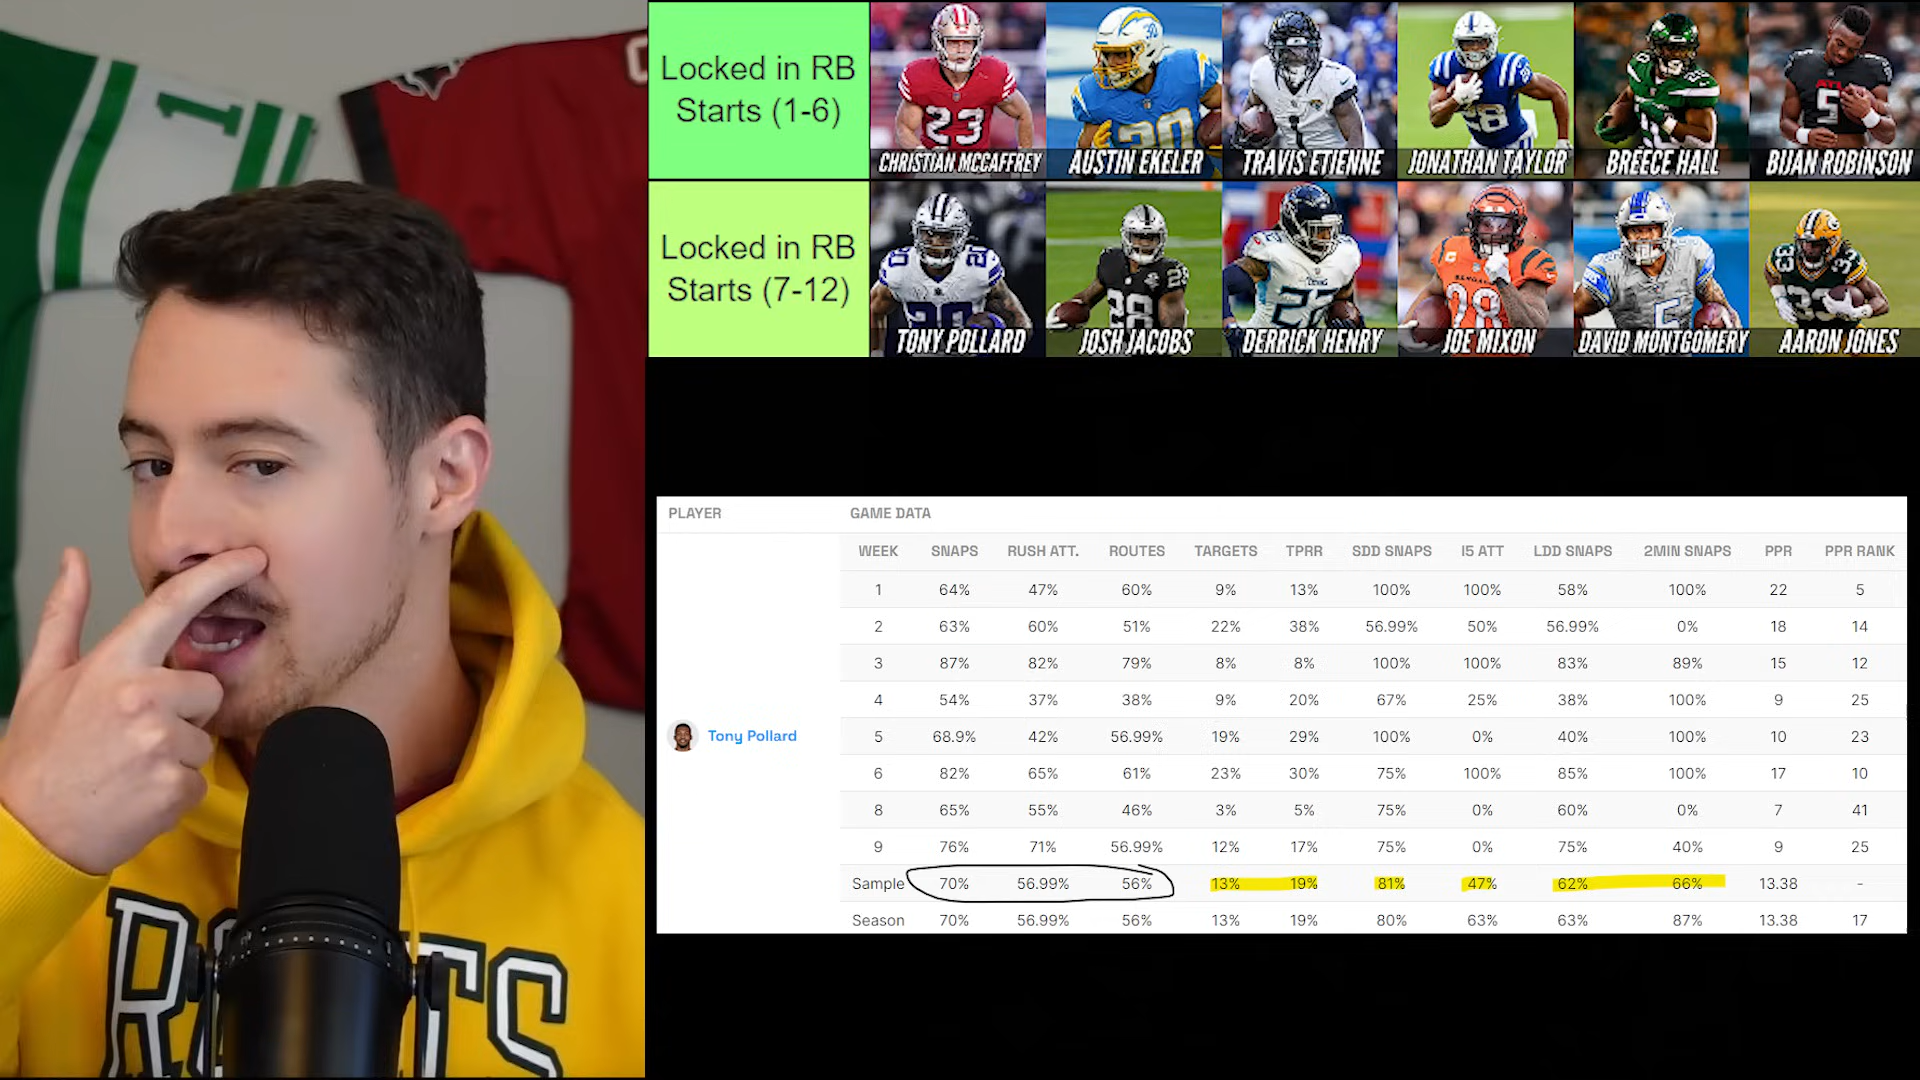 Locked in RB
Starts (1-6)
CHRISTIAN MCCAFFREY
AUSTIN EKELER
TRAVIS ETIENNE
JONATHAN TAYLOR
BREECE HALL
BIJAN ROBINSON
Locked in RB
Starts (7-12)
TONY POLLARD
JOSH JACOBS
DERRICK HENRY
JOE MIXON
DAVID MONTGOMERY
AARON JONES
PLAYER GAME DATA
WEEK SNAPS RUSH ATT. ROUTES TARGETS TPRR SDD SNAPS I5 ATT LDD SNAPS 2MIN SNAPS PPR PPR RANK
1 64% 47% 60% 9% 13% 100% 100% 58% 100% 22 5
2 63% 60% 51% 22% 38% 56.99% 50% 56.99% 0% 18 14
3 87% 82% 79% 8% 8% 100% 100% 83% 89% 15 12
4 54% 37% 38% 9% 20% 67% 25% 38% 100% 9 25
Tony Pollard
5 68.9% 42% 56.99% 19% 29% 100% 0% 40% 100% 10 23
6 82% 65% 61% 23% 30% 75% 100% 85% 100% 17 10
8 65% 55% 46% 3% 5% 75% 0% 60% 0% 7 41
9 76% 71% 56.99% 12% 17% 75% 0% 75% 40% 9 25
Sample 70% 56.99% 56% 13% 19% 81% 47% 62% 66% 13.38 -
Season 70% 56.99% 56% 13% 19% 80% 63% 63% 87% 13.38 17